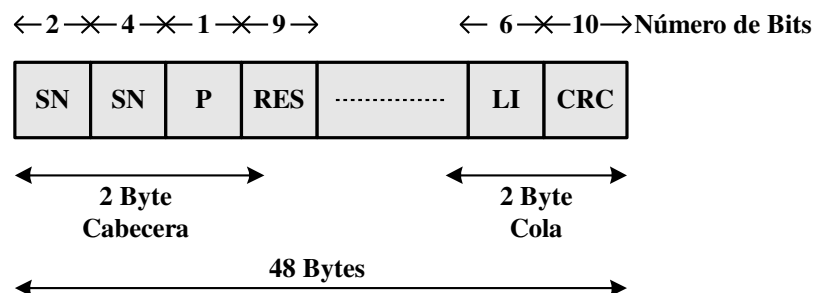 2 4 1 9 6 10 Número de Bits
SN SN P RES LI CRC
2 Byte 2 Byte
Cabecera Cola
48 Bytes